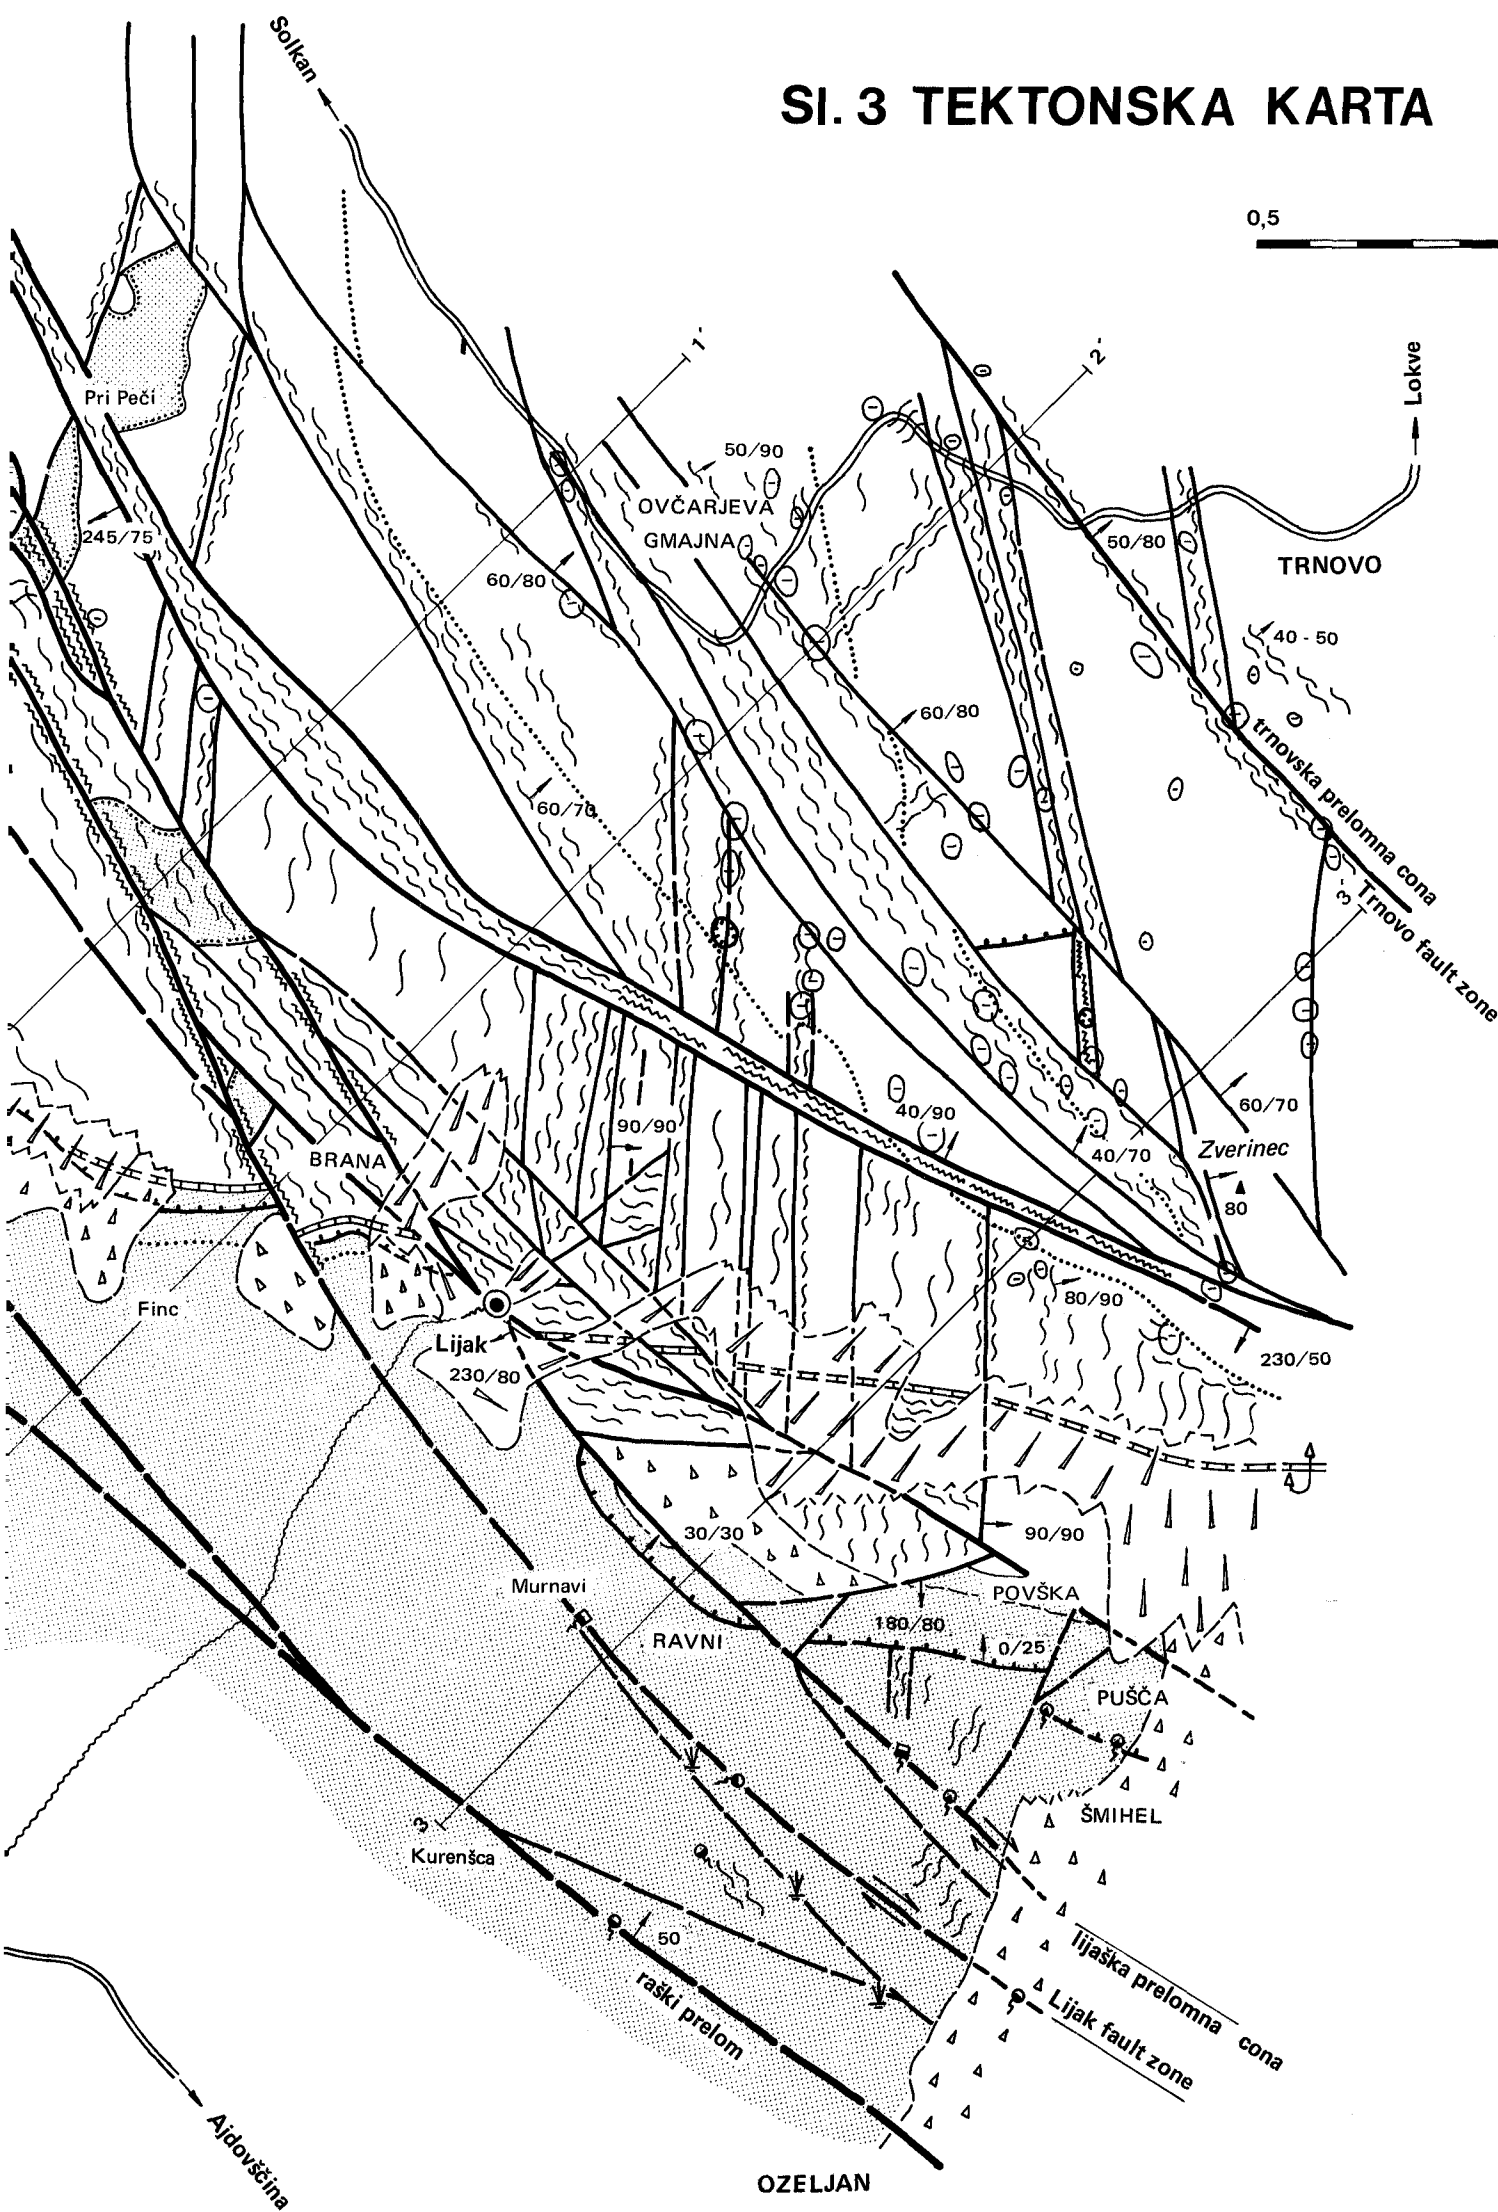 Solkan
Sl. 3 TEKTONSKA KARTA
0,5
1'
2'
Lokve
Pri Peči
50/90
OVČARJEVA
GMAJNA
245/75
50/80
TRNOVO
60/80
40 - 50
60/80
trnovska prelomna cona
Trnovo fault zone
60/70
3'
40/90
60/70
90/90
40/70
Zverinec
BRANA
80
80/90
Finc
Lijak
230/50
230/80
30/30
90/90
Murnavi
POVŠKA
180/80
RAVNI
0/25
PUŠČA
ŠMIHEL
3
Kurenšca
50
raški prelom
lijaška prelomna cona
Lijak fault zone
Ajdovščina
OZELJAN